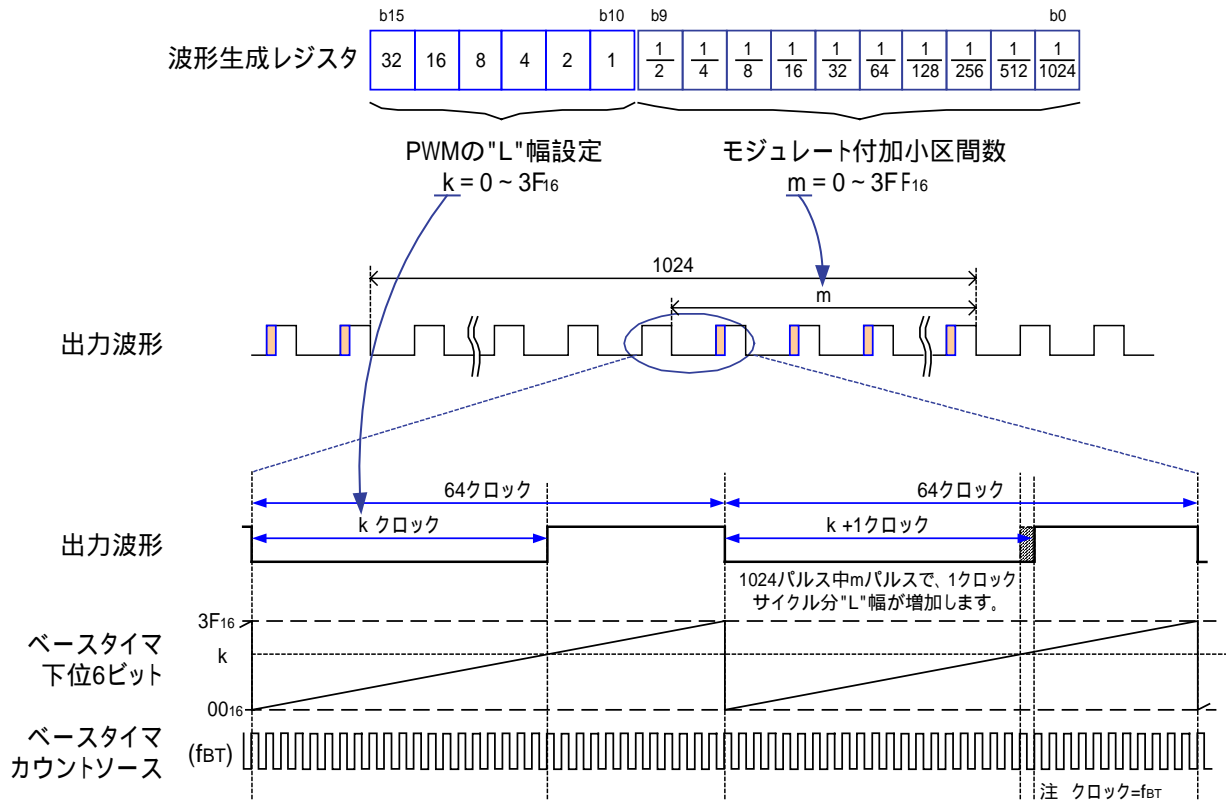 b15 b10 b9 b0
波形生成レジスタ 32 16 8 4 2 1 1/2 1/4 1/8 1/16 1/32 1/64 1/128 1/256 1/512 1/1024
PWMの"L"幅設定
k = 0 ~ 3F16
モジュレート付加小区間数
m = 0 ~ 3FF16
1024
m
出力波形
64クロック 64クロック
k クロック k +1クロック
出力波形
1024パルス中mパルスで、1クロック
サイクル分"L"幅が増加します。
3F16
ベースタイマ
下位6ビット
k
0016
ベースタイマ
カウントソース
(fBT)
注 クロック=fBT